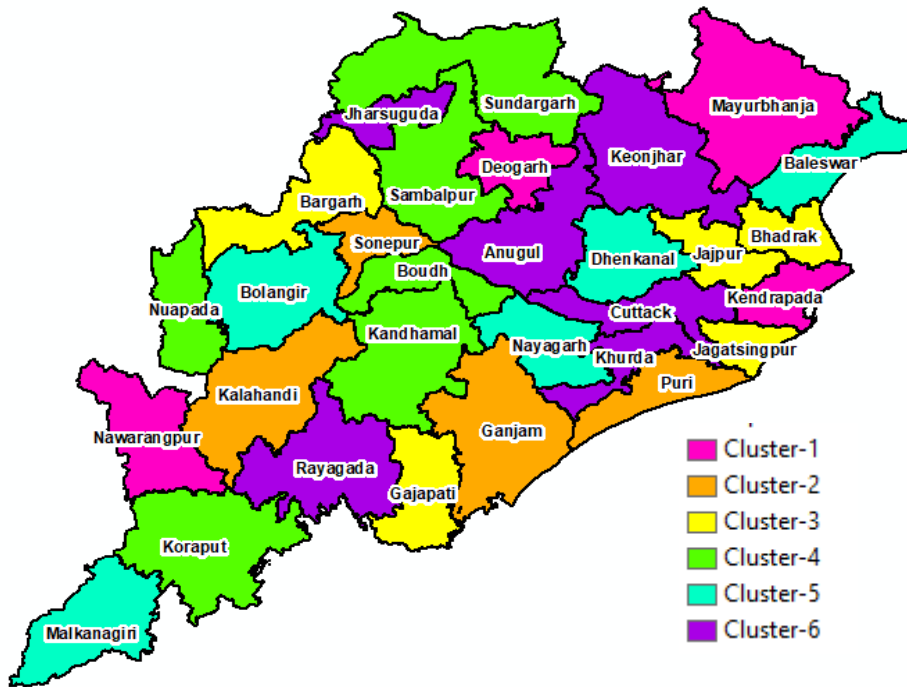 Sundargarh
Jharsuguda
Mayurbhanja
Keonjhar
Deogarh
Baleswar
Sambalpur
Bargarh
Sonepur
Bhadrak
Anugul
Dhenkanal
Jajpur
Boudh
Bolangir
Nuapada
Kendrapada
Cuttack
Kandhamal
Nayagarh
Khurda
Jagatsingpur
Puri
Kalahandi
Ganjam
Nawarangpur
Rayagada
Gajapati
Koraput
Malkanagiri
Cluster-1
Cluster-2
Cluster-3
Cluster-4
Cluster-5
Cluster-6